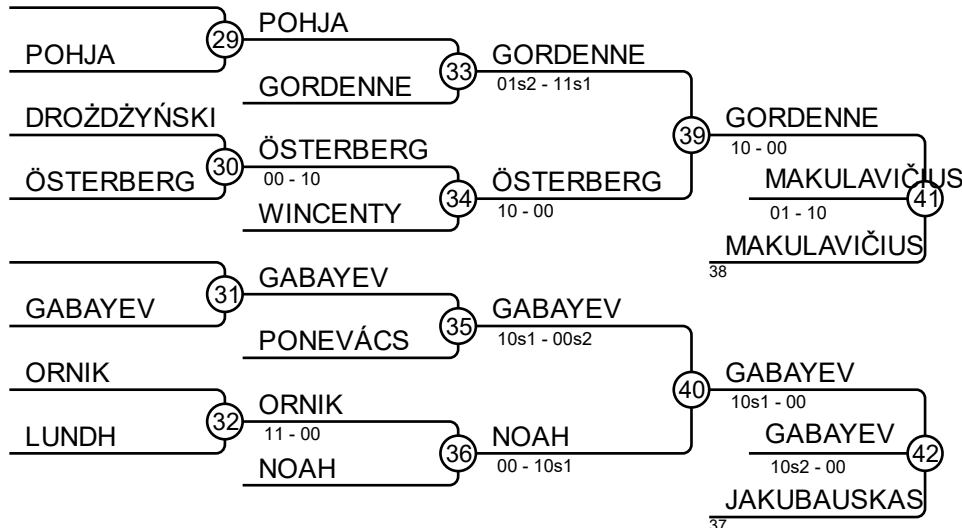 POHJA
29
POHJA
GORDENNE
33
GORDENNE
01s2 - 11s1
DROŻDŻYŃSKI
ÖSTERBERG
30
ÖSTERBERG
00 - 10
WINCENTY
34
ÖSTERBERG
10 - 00
39
GORDENNE
10 - 00
MAKULAVIČIUS
01 - 10
41
MAKULAVIČIUS
38
GABAYEV
31
GABAYEV
PONEVÁCS
35
GABAYEV
10s1 - 00s2
ORNIK
LUNDH
32
ORNIK
11 - 00
NOAH
36
NOAH
00 - 10s1
40
GABAYEV
10s1 - 00
GABAYEV
10s2 - 00
42
JAKUBAUSKAS
37